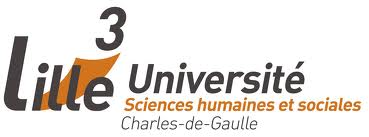 Lille 3
Université
Sciences humaines et sociales
Charles-de-Gaulle